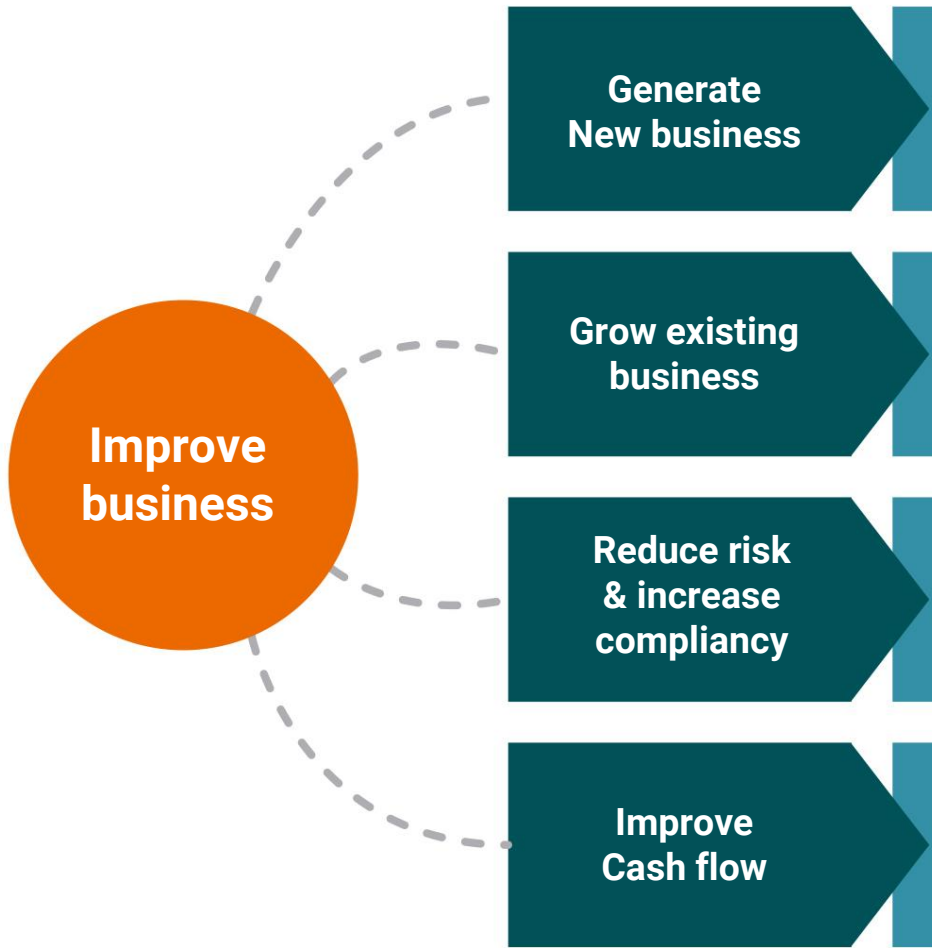 Generate
New business
Grow existing
business
Improve
business
Reduce risk
& increase
compliancy
Improve
Cash flow